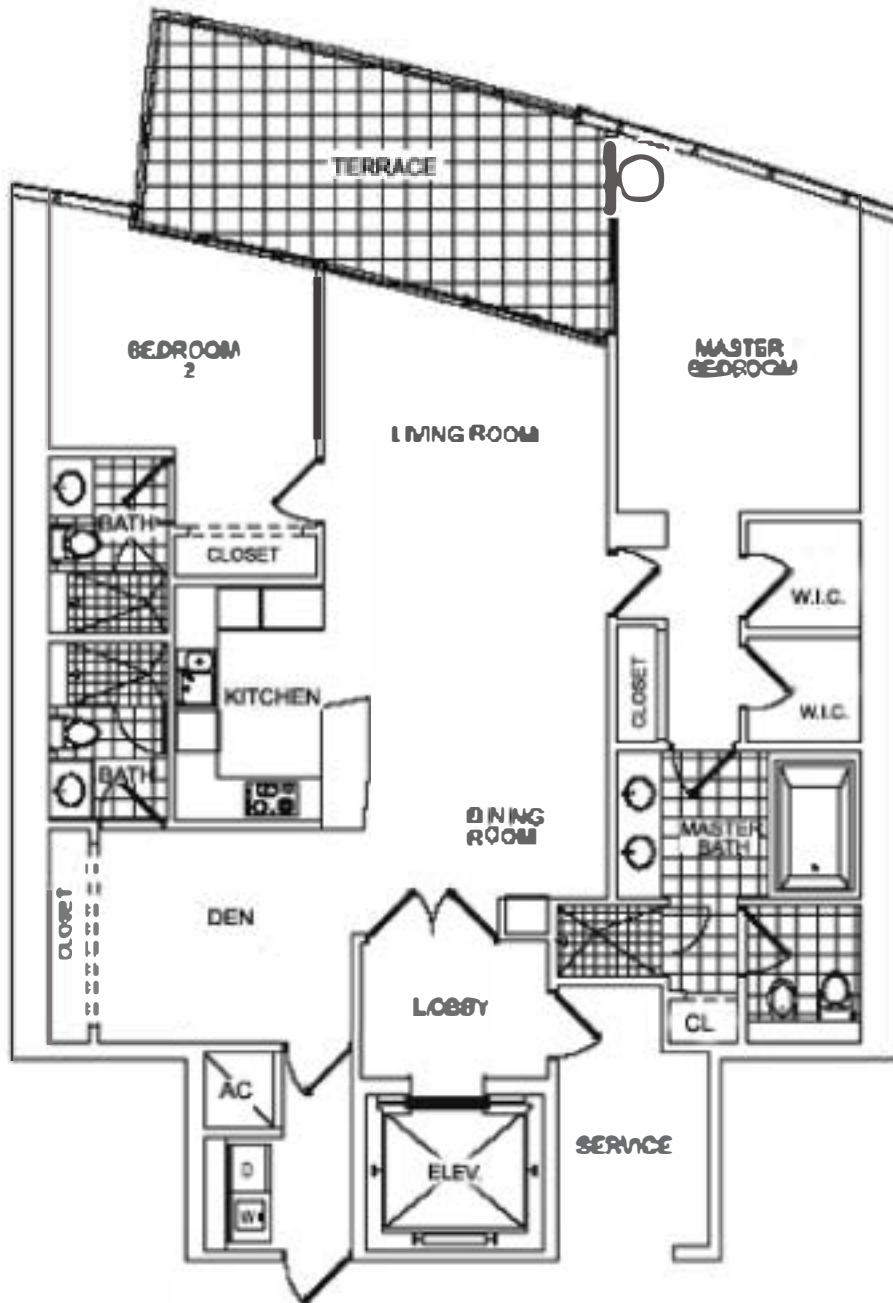 TERRACE
BEDROOM
2
MASTER
BEDROOM
LIVING ROOM
BATH
CLOSET
W.I.C.
KITCHEN
CLOSET
W.I.C.
BATH
DINING
ROOM
MASTER
BATH
CLOSET
DEN
LOBBY
CL
AC
SERVICE
D
ELEV.
W